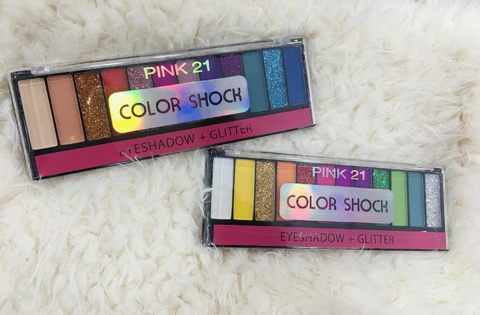 PINK 21
COLOR SHOCK
EYESHADOW + GLITTER
PINK 21
COLOR SHOCK
EYESHADOW + GLITTER